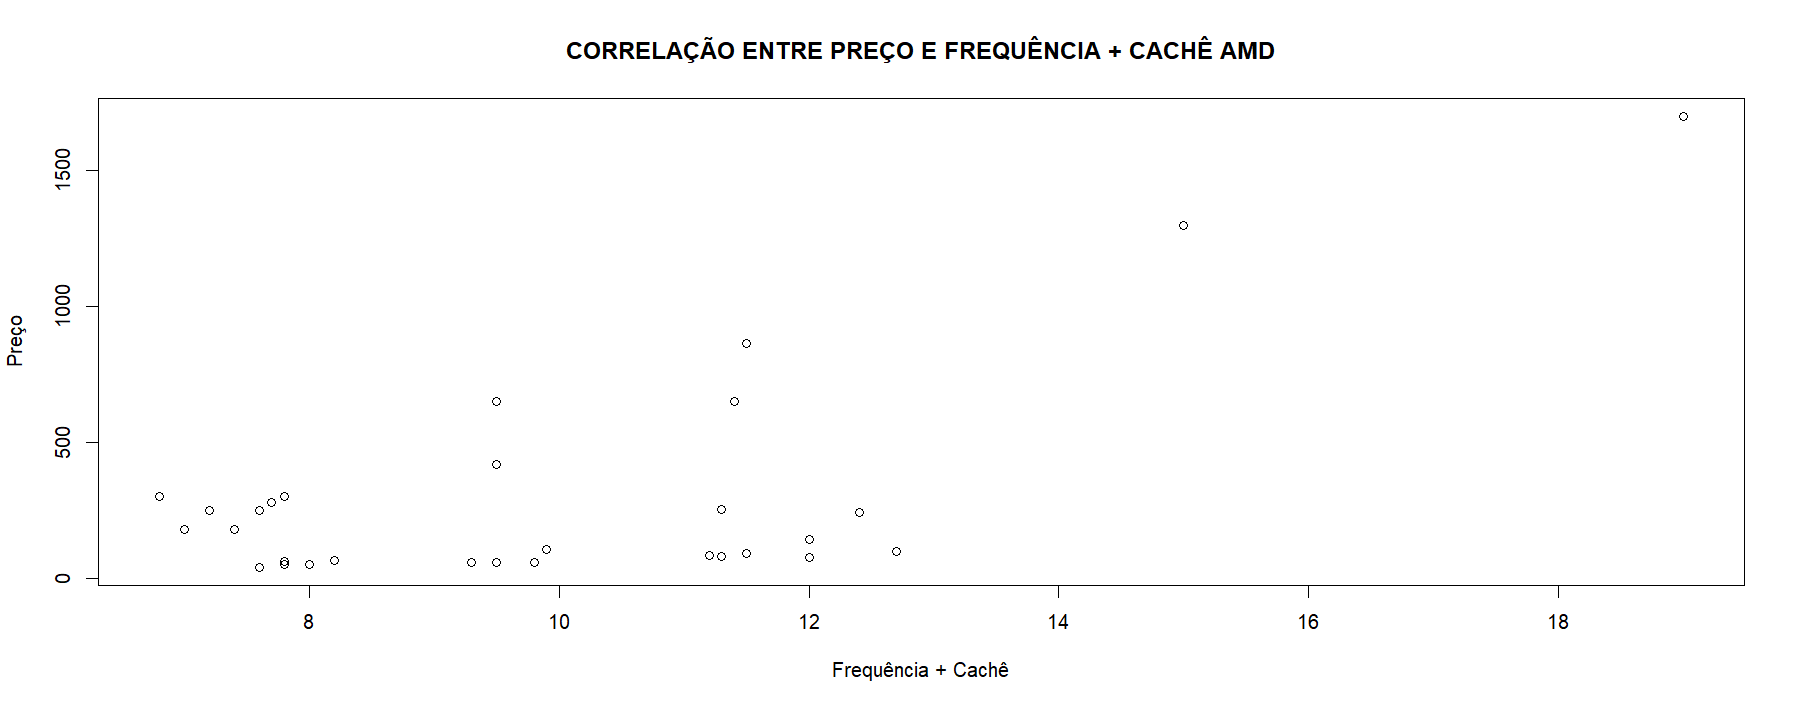 CORRELAÇÃO ENTRE PREÇO E FREQUÊNCIA + CACHÊ AMD
1500
1000
500
0
Preço
8 10 12 14 16 18
Frequência + Cachê